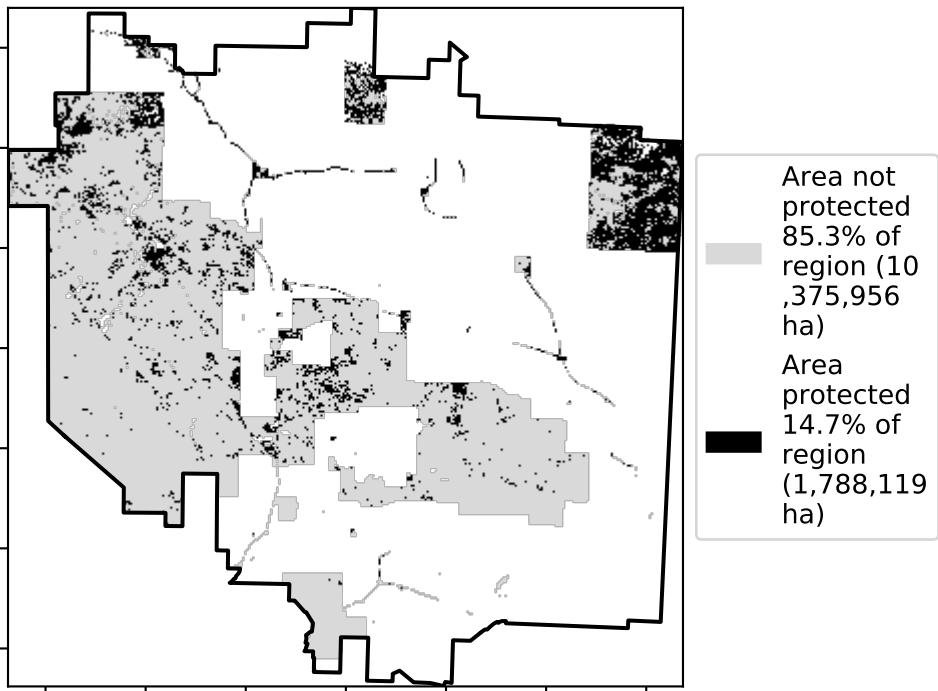 Area not
protected
85.3% of
region (10
,375,956
ha)
Area
protected
14.7% of
region
(1,788,119
ha)